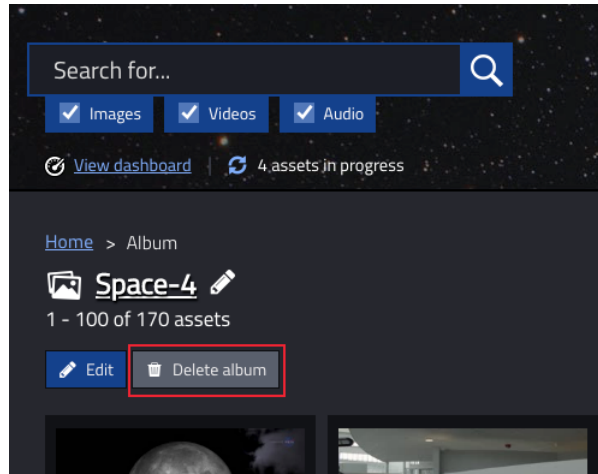 Search for...
Images Videos Audio
View dashboard | 4 assets in progress
Home > Album
Space-4
1 - 100 of 170 assets
Edit Delete album